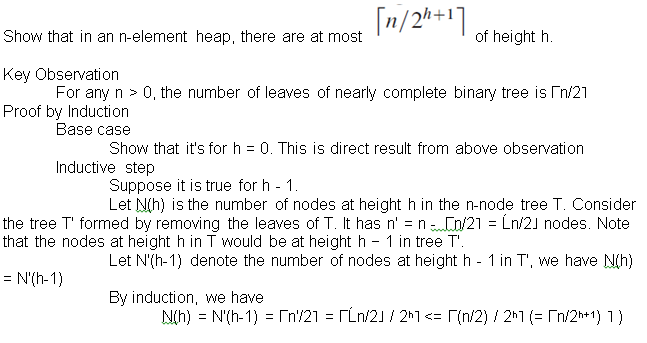 Show that in an n-element heap, there are at most ⌈n/2^{h+1}⌉ of height h.
Key Observation
For any n > 0, the number of leaves of nearly complete binary tree is ⌈n/2⌉
Proof by Induction
Base case
Show that it's for h = 0. This is direct result from above observation
Inductive step
Suppose it is true for h - 1.
Let N(h) is the number of nodes at height h in the n-node tree T. Consider
the tree T' formed by removing the leaves of T. It has n' = n - ⌈n/2⌉ = ⌊n/2⌋ nodes. Note
that the nodes at height h in T would be at height h – 1 in tree T'.
Let N'(h-1) denote the number of nodes at height h - 1 in T', we have N(h)
= N'(h-1)
By induction, we have
N(h) = N'(h-1) = ⌈n'/2⌉ = ⌈⌊n/2⌋ / 2ʰ⌉ <= ⌈(n/2) / 2ʰ⌉ (= ⌈n/2ʰ⁺¹) ⌉ )